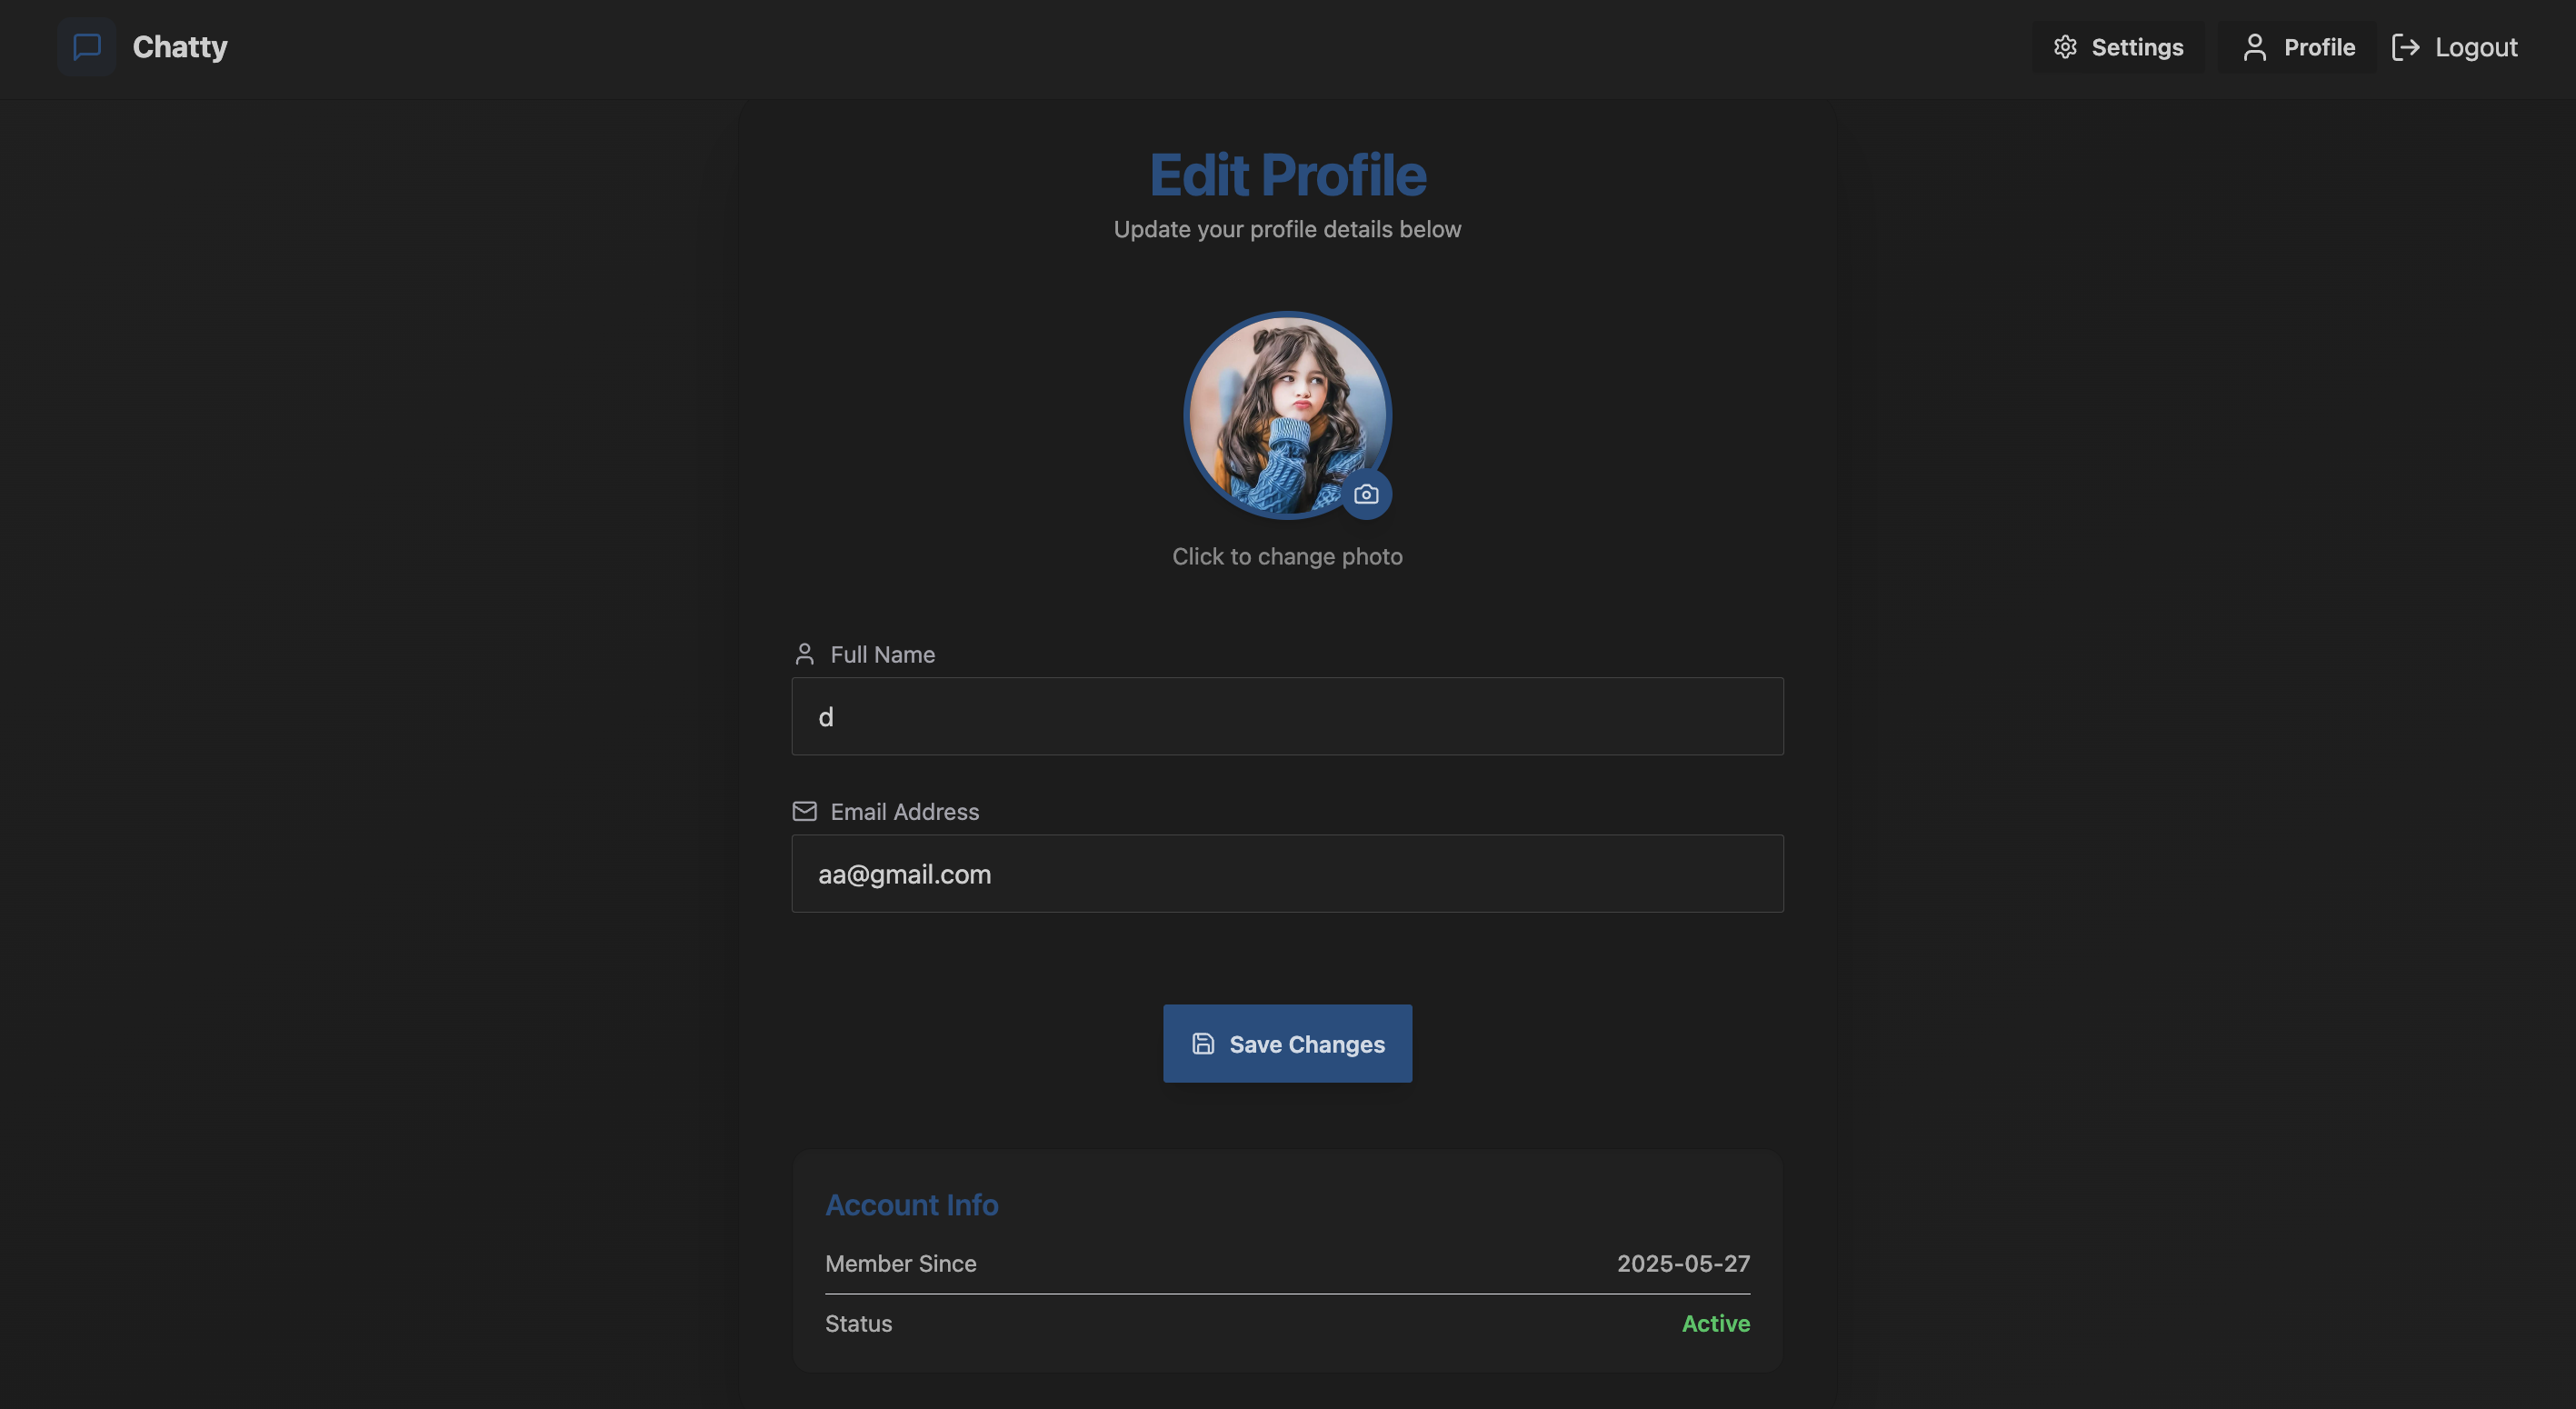 Chatty
Settings
Profile
Logout
Edit Profile
Update your profile details below
Click to change photo
Full Name
d
Email Address
aa@gmail.com
Save Changes
Account Info
Member Since 2025-05-27
Status Active